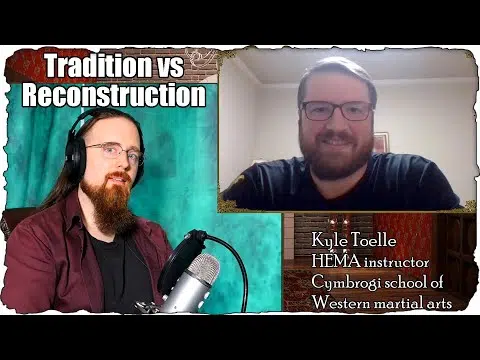 Tradition vs
Reconstruction
Kyle Toelle
HEMA instructor
Cymbrogi school of
Western martial arts